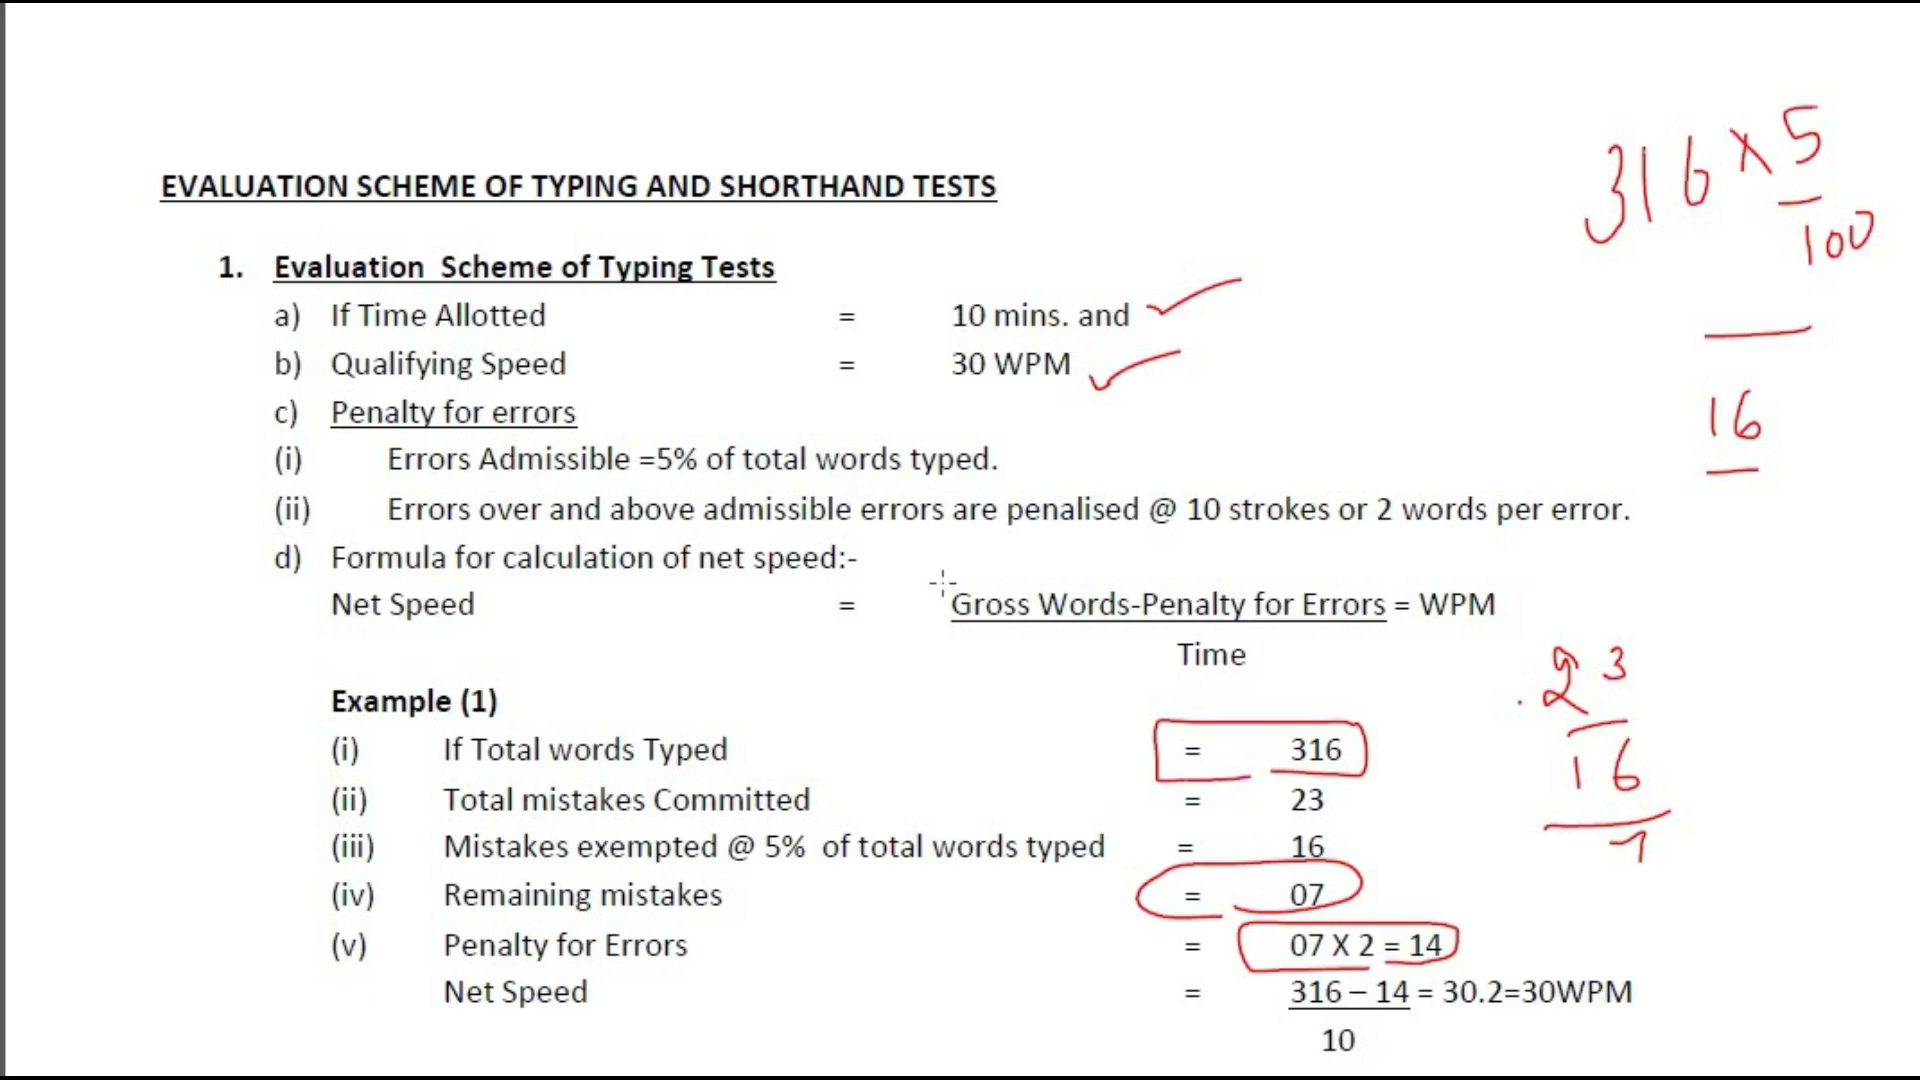 EVALUATION SCHEME OF TYPING AND SHORTHAND TESTS
1. Evaluation Scheme of Typing Tests
a) If Time Allotted = 10 mins. and
b) Qualifying Speed = 30 WPM
c) Penalty for errors
(i) Errors Admissible =5% of total words typed.
(ii) Errors over and above admissible errors are penalised @ 10 strokes or 2 words per error.
d) Formula for calculation of net speed:-
Net Speed = Gross Words-Penalty for Errors = WPM
Time
Example (1)
(i) If Total words Typed = 316
(ii) Total mistakes Committed = 23
(iii) Mistakes exempted @ 5% of total words typed = 16
(iv) Remaining mistakes = 07
(v) Penalty for Errors = 07 X 2 = 14
Net Speed = 316 – 14 = 30.2=30WPM
10
316 x 5
100
16
23
16
7